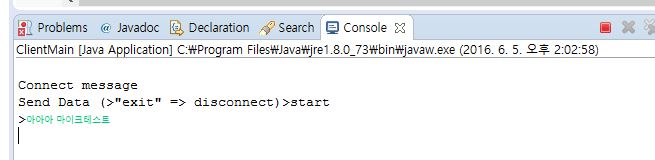 Problems @ Javadoc Declaration Search Console
ClientMain [Java Application] C:₩Program Files₩Java₩jre1.8.0_73₩bin₩javaw.exe (2016. 6. 5. 오후 2:02:58)
Connect message
Send Data (>"exit" => disconnect)>start
>아아아 마이크테스트